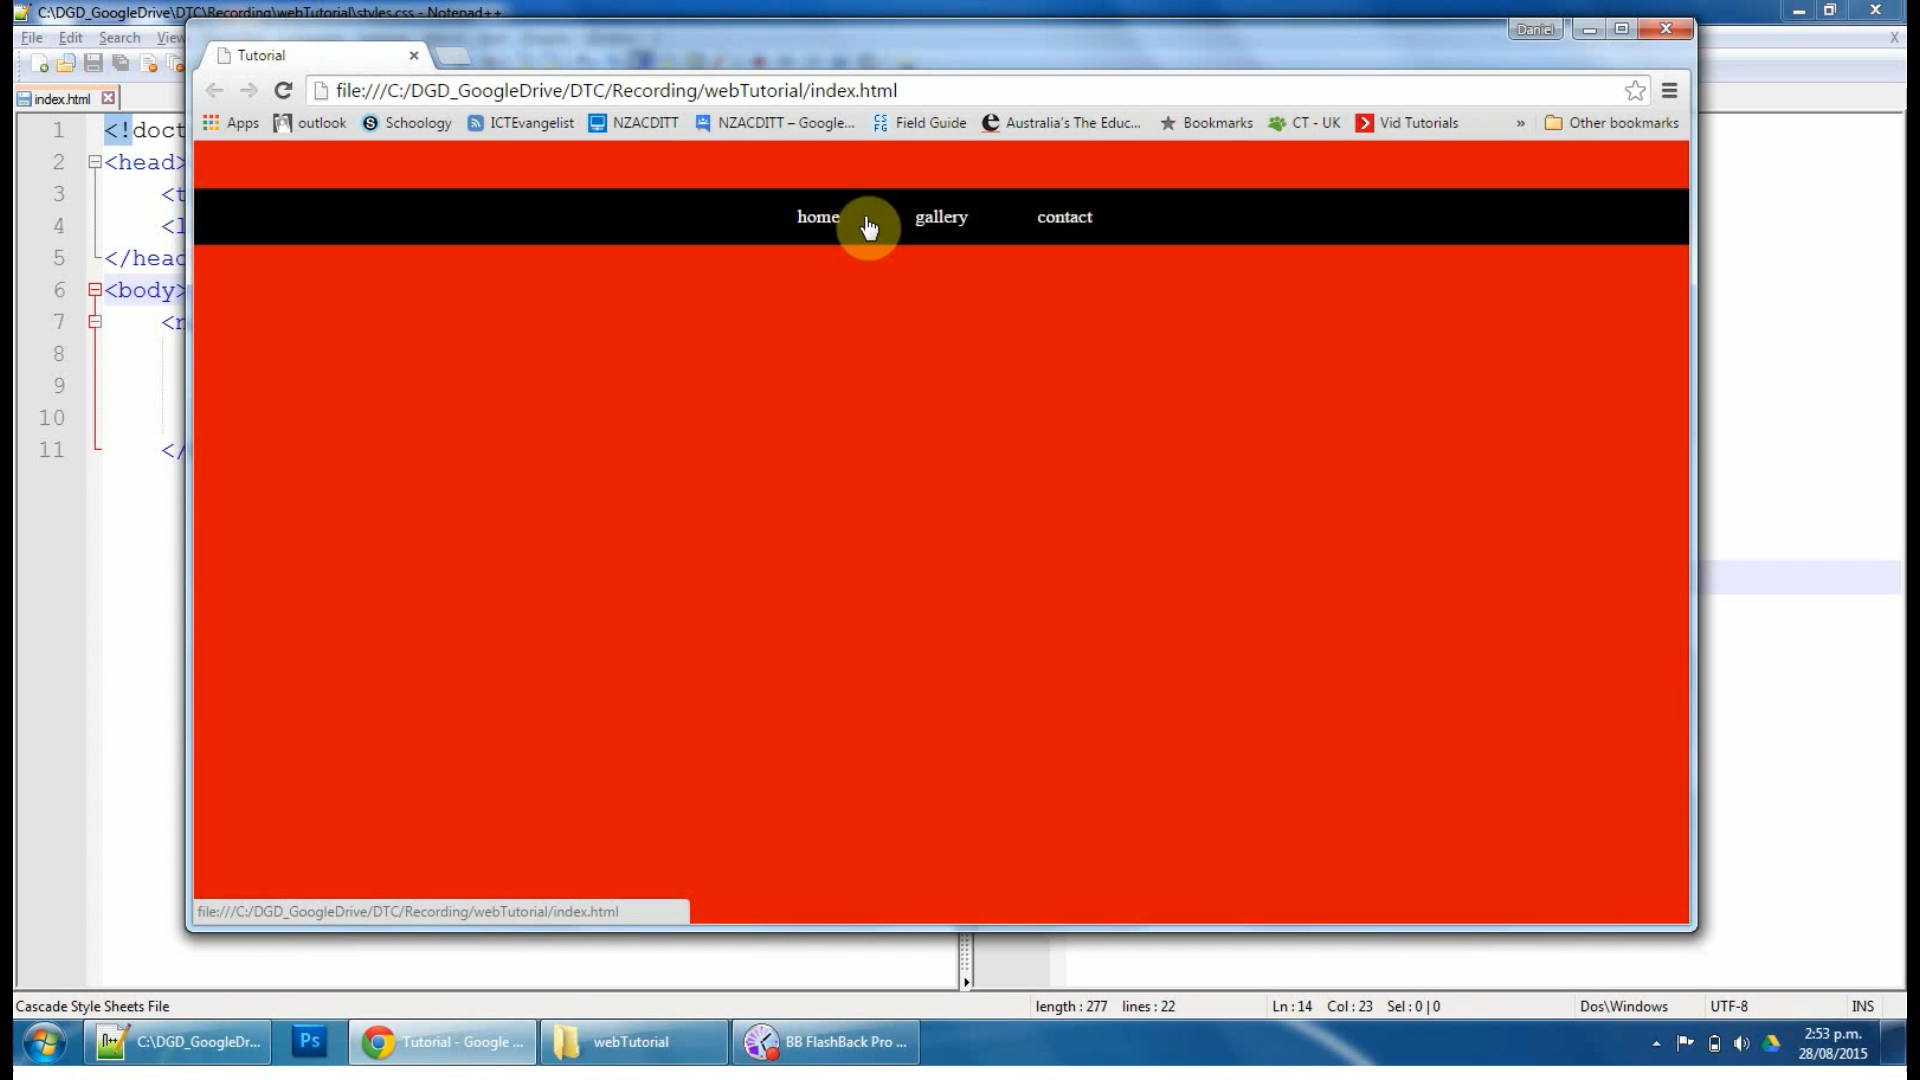 C:\DGD_GoogleDrive\DTC\Recording\webTutorial\styles.css - Notepad++
Daniel
File Edit Search View
X
Tutorial
file:///C:/DGD_GoogleDrive/DTC/Recording/webTutorial/index.html
index.html
Apps outlook Schoology ICTEvangelist NZACDITT NZACDITT – Google... Field Guide Australia's The Educ... Bookmarks CT - UK Vid Tutorials » Other bookmarks
1 <!doct
2 <head>
3 <t
4 <l
5 </head
6 <body>
7 <n
8
9
10
11 </
home gallery contact
file:///C:/DGD_GoogleDrive/DTC/Recording/webTutorial/index.html
Cascade Style Sheets File length : 277 lines : 22 Ln : 14 Col : 23 Sel : 0 | 0 Dos\Windows UTF-8 INS
C:\DGD_GoogleDr... Ps Tutorial - Google ... webTutorial BB FlashBack Pro ...
2:53 p.m.
28/08/2015